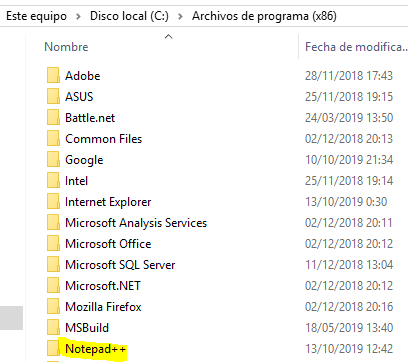 Este equipo > Disco local (C:) > Archivos de programa (x86)
Nombre Fecha de modifica...
Adobe 28/11/2018 17:43
ASUS 25/11/2018 19:15
Battle.net 24/03/2019 13:50
Common Files 02/12/2018 20:13
Google 10/10/2019 21:34
Intel 25/11/2018 19:14
Internet Explorer 13/10/2019 0:30
Microsoft Analysis Services 02/12/2018 20:11
Microsoft Office 02/12/2018 20:12
Microsoft SQL Server 11/12/2018 13:04
Microsoft.NET 02/12/2018 20:12
Mozilla Firefox 02/12/2018 20:16
MSBuild 18/05/2019 13:40
Notepad++ 13/10/2019 12:42